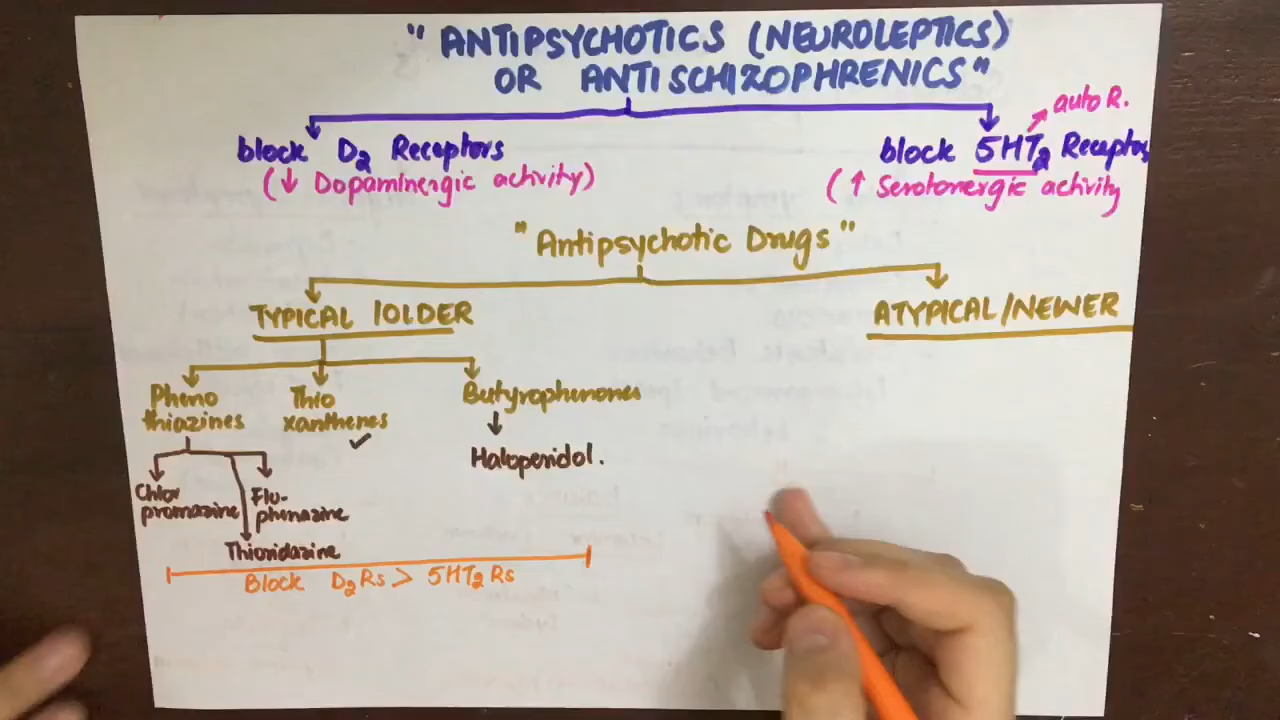 " ANTIPSYCHOTICS (NEUROLEPTICS)
OR ANTISCHIZOPHRENICS"
auto R.
block D2 Receptors
block 5HT2 Receptors
(↓ Dopaminergic activity)
(↑ Serotonergic activity
" Antipsychotic Drugs "
TYPICAL /OLDER
ATYPICAL/NEWER
Pheno
thiazines
Thio
xanthenes
Butyrophenones
Haloperidol.
Chlor
promazine
Flu-
phenazine
Thioridazine
Block D2 Rs > 5HT2 Rs